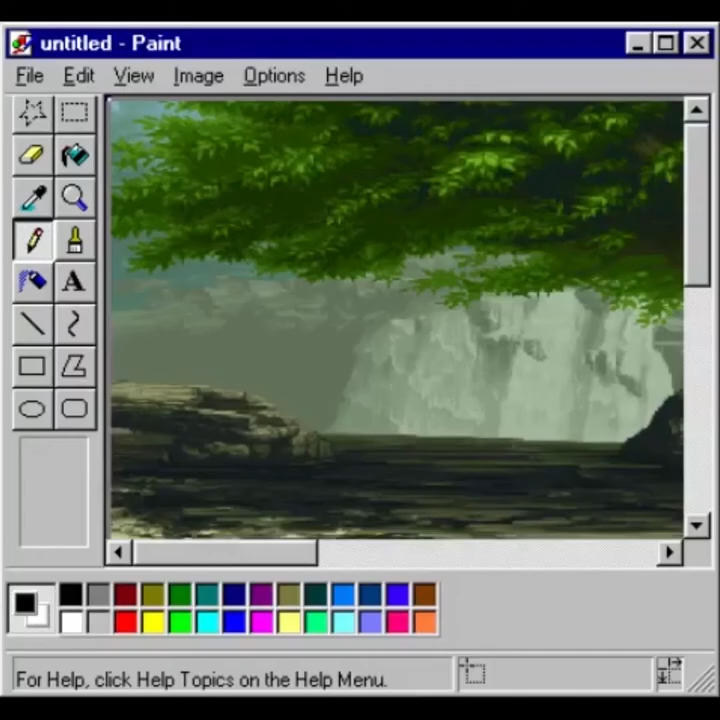 untitled - Paint
File Edit View Image Options Help
A
For Help, click Help Topics on the Help Menu.